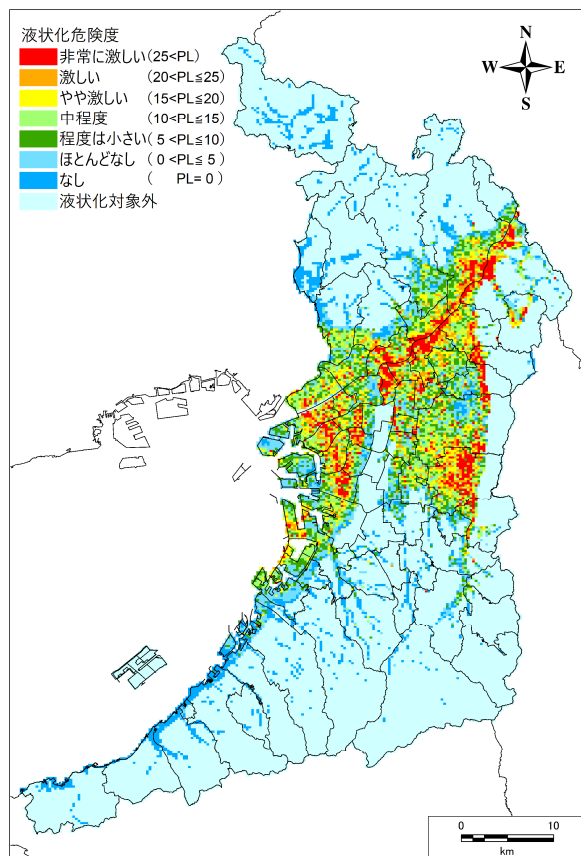 液状化危険度
非常に激しい(25<PL)
激しい (20<PL≦25)
やや激しい (15<PL≦20)
中程度 (10<PL≦15)
程度は小さい( 5 <PL≦10)
ほとんどなし ( 0 <PL≦ 5)
なし ( PL= 0 )
液状化対象外
N
W E
S
0 10
km